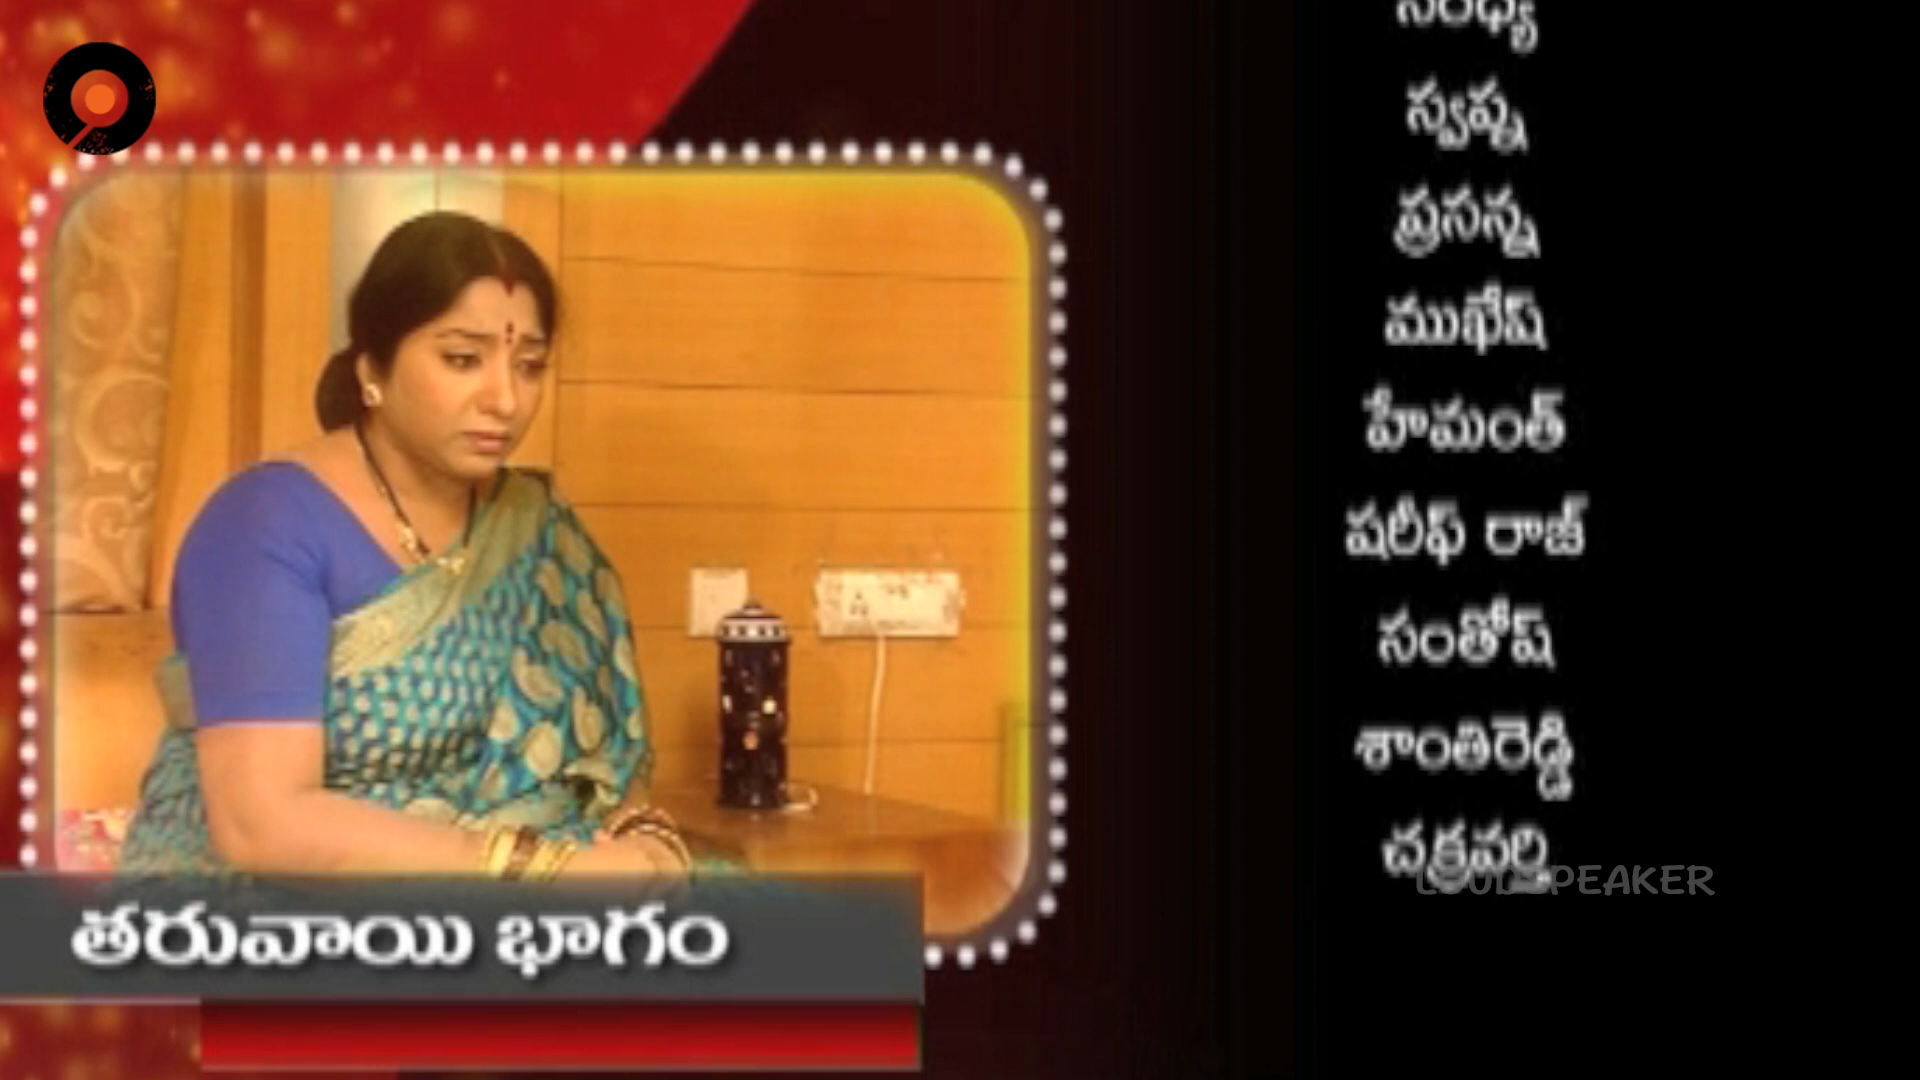 సంధ్య
స్వప్న
ప్రసన్న
ముఖేష్
హేమంత్
షరీఫ్ రాజ్
సంతోష్
శాంతిరెడ్డి
చక్రవర్తి
LOUDSPEAKER
తరువాయి భాగం